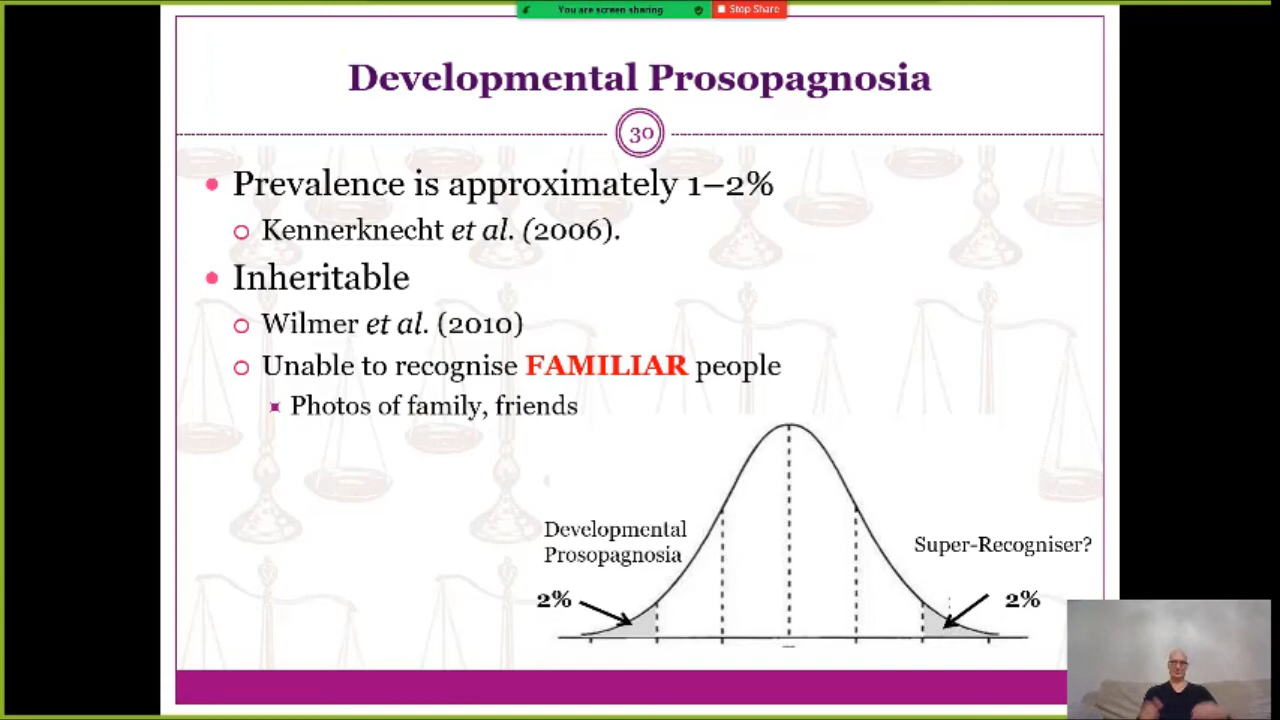 You are screen sharing
Stop Share
Developmental Prosopagnosia
30
Prevalence is approximately 1–2%
Kennerknecht et al. (2006).
Inheritable
Wilmer et al. (2010)
Unable to recognise FAMILIAR people
Photos of family, friends
Developmental
Prosopagnosia
Super-Recogniser?
2%
2%